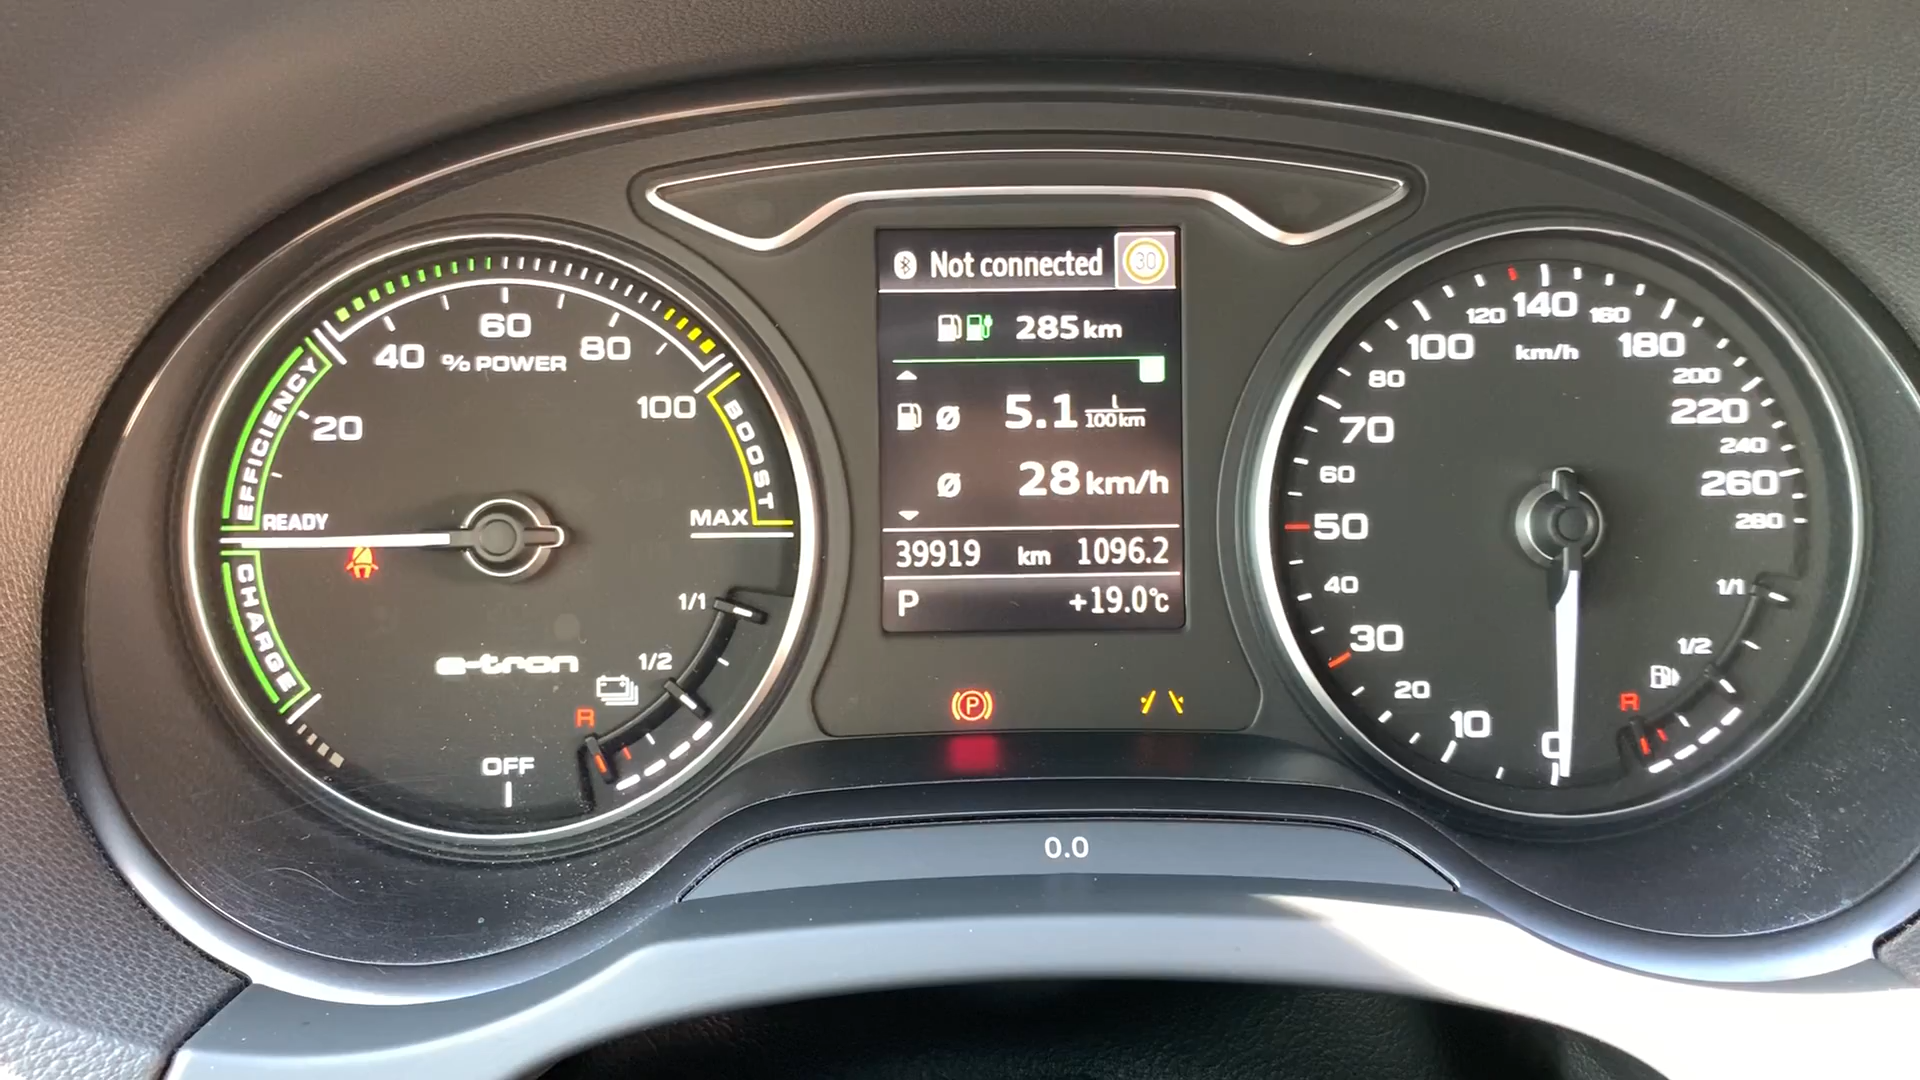 Not connected 30
285 km
5.1 l/100km
Ø 28 km/h
39919 km 1096.2
P +19.0°C
EFFICIENCY
READY
CHARGE
OFF
20
40
60
80
100
% POWER
BOOST
MAX
e-tron
1/1
1/2
R
(P)
0
10
20
30
40
50
60
70
80
100
120
140
160
180
200
220
240
260
280
km/h
1/1
1/2
R
0.0